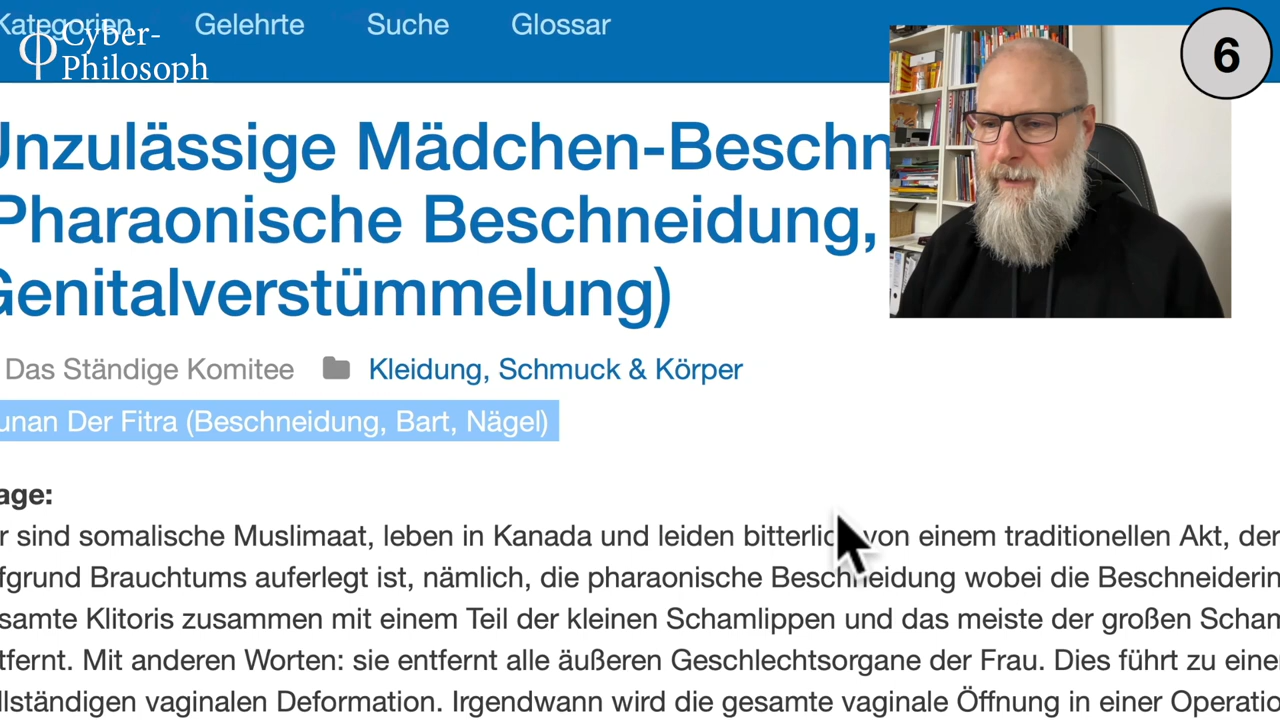 Kategorien Gelehrte Suche Glossar
Cyber-
Philosoph
6
Unzulässige Mädchen-Beschn
Pharaonische Beschneidung,
Genitalverstümmelung)
Das Ständige Komitee Kleidung, Schmuck & Körper
unan Der Fitra (Beschneidung, Bart, Nägel)
age:
r sind somalische Muslimaat, leben in Kanada und leiden bitterlich von einem traditionellen Akt, der
fgrund Brauchtums auferlegt ist, nämlich, die pharaonische Beschneidung wobei die Beschneiderin
samte Klitoris zusammen mit einem Teil der kleinen Schamlippen und das meiste der großen Scham
tfernt. Mit anderen Worten: sie entfernt alle äußeren Geschlechtsorgane der Frau. Dies führt zu einer
llständigen vaginalen Deformation. Irgendwann wird die gesamte vaginale Öffnung in einer Operatio